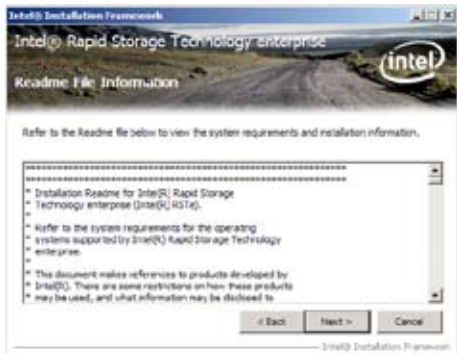 Intel® Installation Framework
Intel® Rapid Storage Technology enterprise
intel
Readme File Information
Refer to the Readme file below to view the system requirements and installation information.
* Installation Readme for Intel(R) Rapid Storage
* Technology enterprise (Intel(R) RSTe).
*
* Refer to the system requirements for the operating
* systems supported by Intel(R) Rapid Storage Technology
* enterprise.
*
* This document makes references to products developed by
* Intel(R). There are some restrictions on how these products
* may be used, and what information may be disclosed to
< Back
Next >
Cancel
Intel® Installation Framework